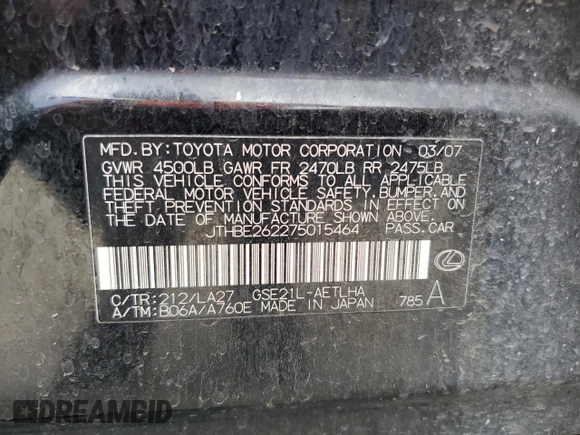 MFD. BY: TOYOTA MOTOR CORPORATION 03/07
GVWR 4500LB GAWR FR 2470LB RR 2475LB
THIS VEHICLE CONFORMS TO ALL APPLICABLE
FEDERAL MOTOR VEHICLE SAFETY, BUMPER, AND
THEFT PREVENTION STANDARDS IN EFFECT ON
THE DATE OF MANUFACTURE SHOWN ABOVE.
JTHBE262275015464 PASS. CAR
C/TR: 212/LA27 GSE21L-AETLHA
A/TM: B06A/A760E MADE IN JAPAN 785 A
DREAMBID